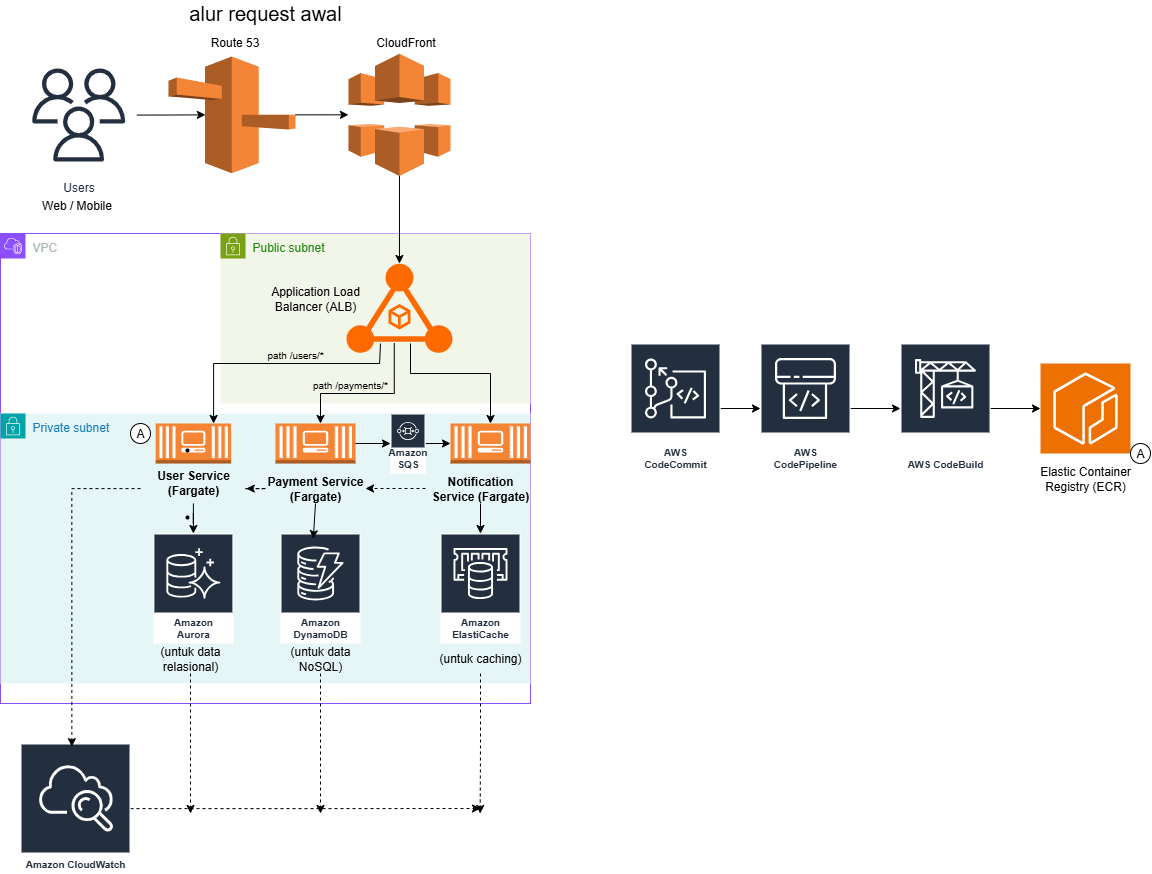 alur request awal
Route 53
CloudFront
Users
Web / Mobile
VPC
Public subnet
Application Load
Balancer (ALB)
path /users/*
path /payments/*
Private subnet
A
Amazon
SQS
User Service
(Fargate)
Payment Service
(Fargate)
Notification
Service (Fargate)
Amazon
Aurora
(untuk data
relasional)
Amazon
DynamoDB
(untuk data
NoSQL)
Amazon
ElastiCache
(untuk caching)
Amazon CloudWatch
AWS
CodeCommit
AWS
CodePipeline
AWS CodeBuild
A
Elastic Container
Registry (ECR)